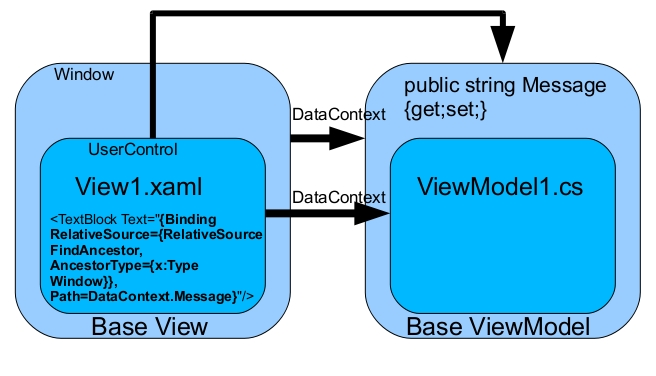 Window
public string Message
{get;set;}
DataContext
UserControl
View1.xaml
ViewModel1.cs
DataContext
<TextBlock Text="{Binding
RelativeSource={RelativeSource
FindAncestor,
AncestorType={x:Type
Window}},
Path=DataContext.Message}"/>
Base View
Base ViewModel